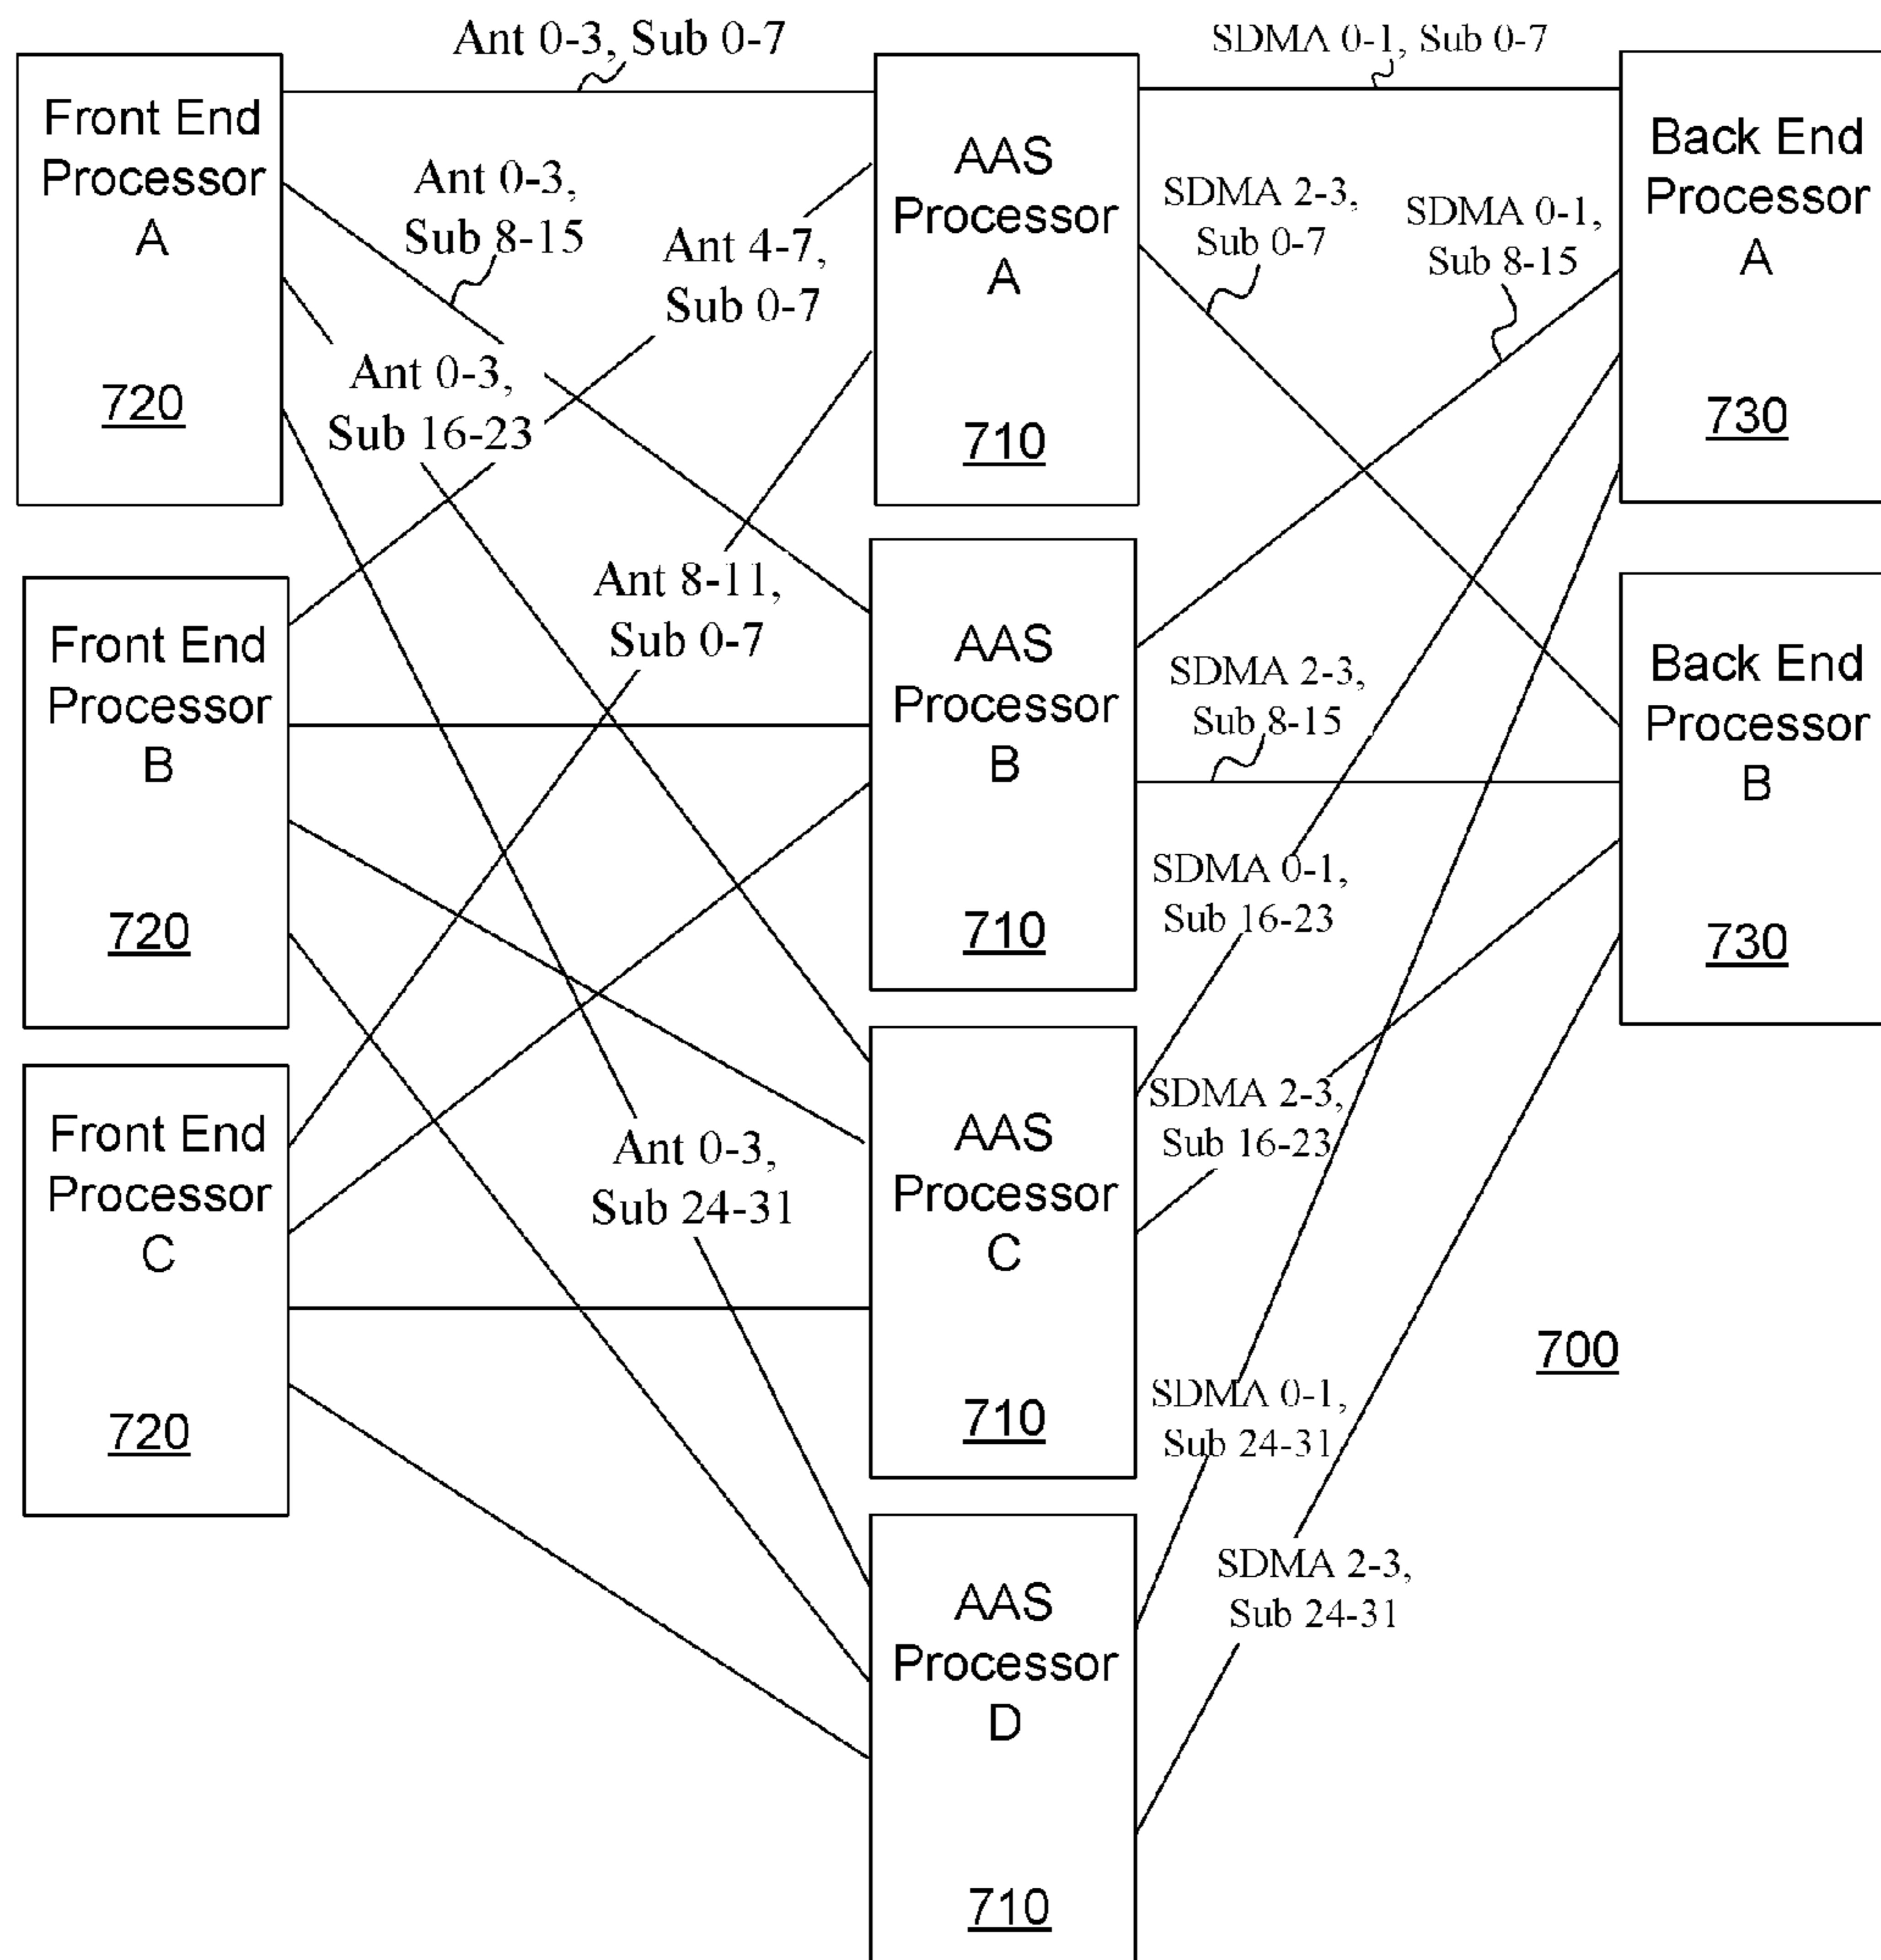 Ant 0-3, Sub 0-7
SDMA 0-1, Sub 0-7
Front End
Processor
A
720
Ant 0-3,
Sub 8-15
Ant 4-7,
Sub 0-7
Ant 0-3,
Sub 16-23
AAS
Processor
A
710
SDMA 2-3,
Sub 0-7
SDMA 0-1,
Sub 8-15
Back End
Processor
A
730
Front End
Processor
B
720
Ant 8-11,
Sub 0-7
AAS
Processor
B
710
SDMA 2-3,
Sub 8-15
SDMA 0-1,
Sub 16-23
Back End
Processor
B
730
Front End
Processor
C
720
Ant 0-3,
Sub 24-31
AAS
Processor
C
710
SDMA 2-3,
Sub 16-23
700
SDMA 0-1,
Sub 24-31
AAS
Processor
D
710
SDMA 2-3,
Sub 24-31